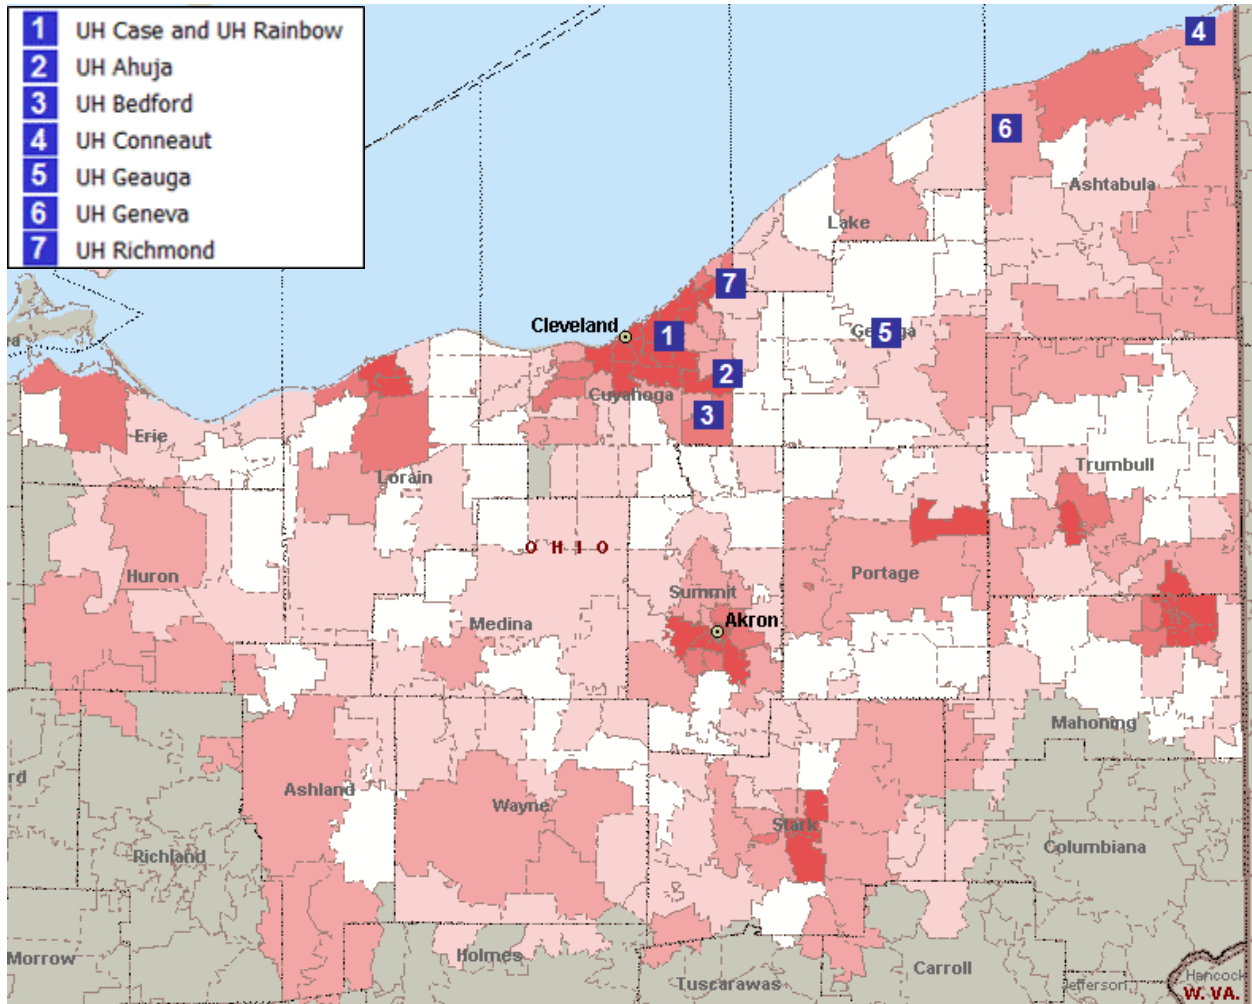 1 UH Case and UH Rainbow
2 UH Ahuja
3 UH Bedford
4 UH Conneaut
5 UH Geauga
6 UH Geneva
7 UH Richmond
4
6
Ashtabula
Lake
7
Cleveland
1
5
2
Cuyahoga
3
Erie
Trumbull
Lorain
OHIO
Portage
Huron
Summit
Akron
Medina
Mahoning
Ashland
Wayne
Stark
Columbiana
Richland
Holmes
Morrow
Carroll
Tuscarawas
Jefferson
Hancock
W. VA.